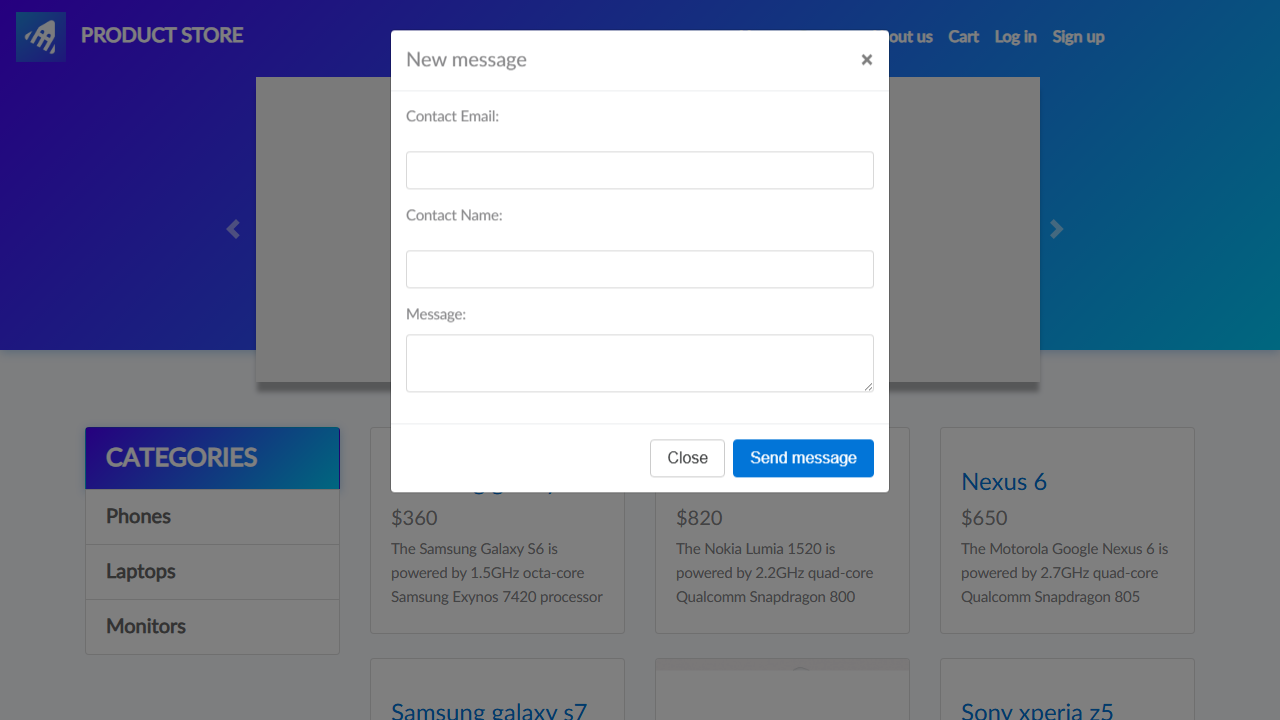 PRODUCT STORE
out us Cart Log in Sign up
New message ×
Contact Email:
Contact Name:
Message:
Close Send message
CATEGORIES
Phones
Laptops
Monitors
$360
The Samsung Galaxy S6 is
powered by 1.5GHz octa-core
Samsung Exynos 7420 processor
$820
The Nokia Lumia 1520 is
powered by 2.2GHz quad-core
Qualcomm Snapdragon 800
Nexus 6
$650
The Motorola Google Nexus 6 is
powered by 2.7GHz quad-core
Qualcomm Snapdragon 805
Samsung galaxy s7
Sony xperia z5